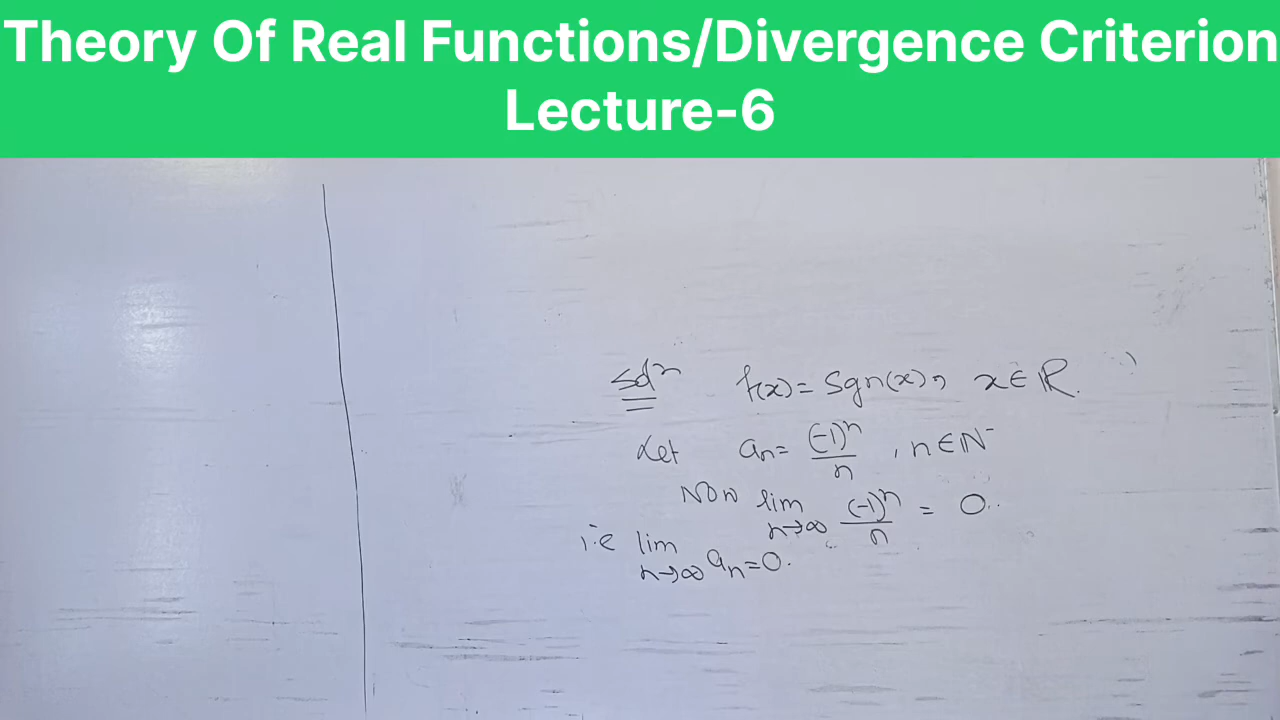 Theory Of Real Functions/Divergence Criterion
Lecture-6
Solⁿ f(x) = Sgn(x), x ∈ ℝ.
Let aₙ = (-1)ⁿ/n , n ∈ ℕ
Now lim n→∞ (-1)ⁿ/n = 0.
i.e lim n→∞ aₙ = 0.